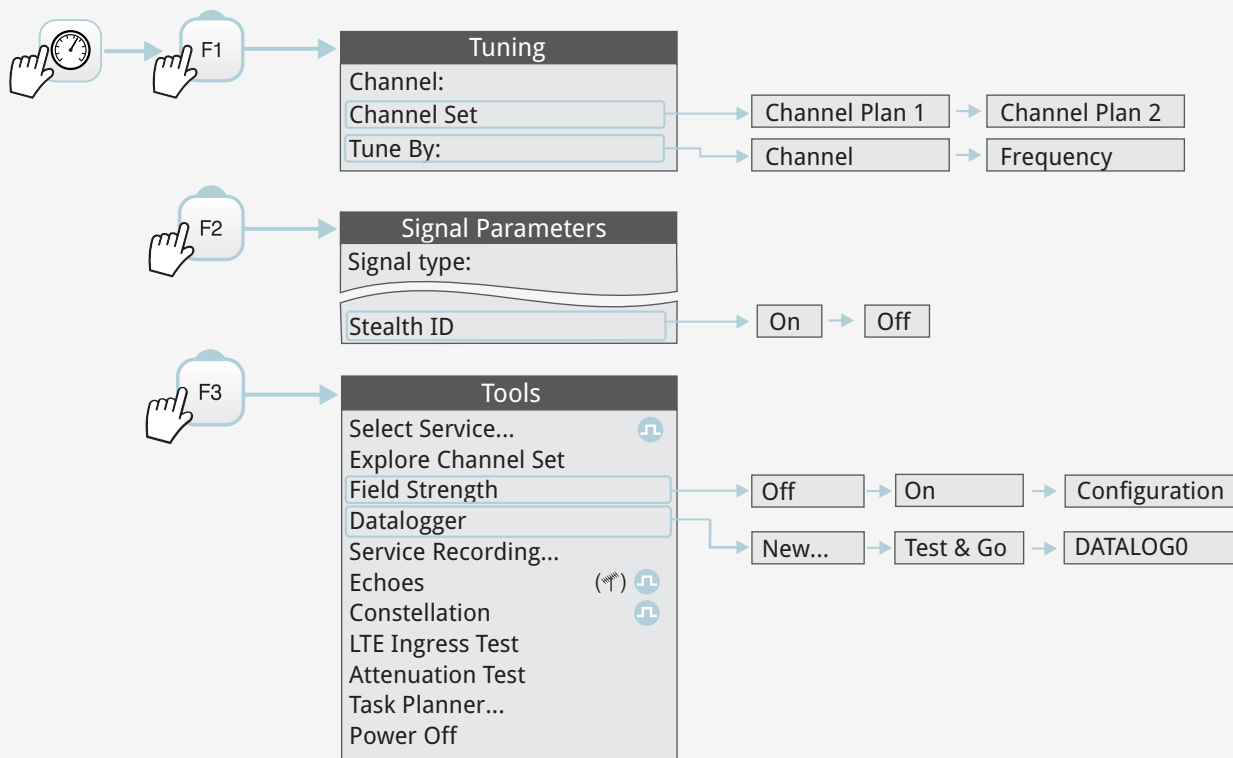 F1
Tuning
Channel:
Channel Set
Channel Plan 1
Channel Plan 2
Tune By:
Channel
Frequency
F2
Signal Parameters
Signal type:
Stealth ID
On
Off
F3
Tools
Select Service...
Explore Channel Set
Field Strength
Off
On
Configuration
Datalogger
New...
Test & Go
DATALOG0
Service Recording...
Echoes
Constellation
LTE Ingress Test
Attenuation Test
Task Planner...
Power Off